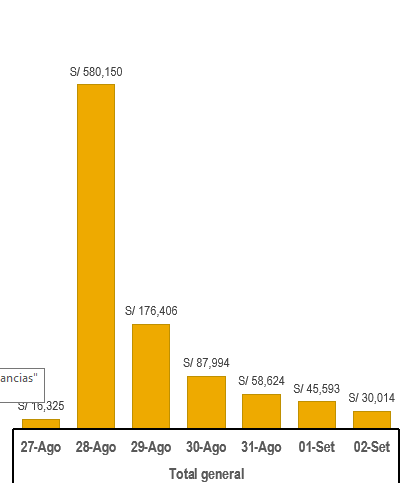 S/ 580,150
S/ 176,406
S/ 87,994
S/ 58,624
S/ 45,593
S/ 30,014
ancias"
S/ 16,325
27-Ago 28-Ago 29-Ago 30-Ago 31-Ago 01-Set 02-Set
Total general